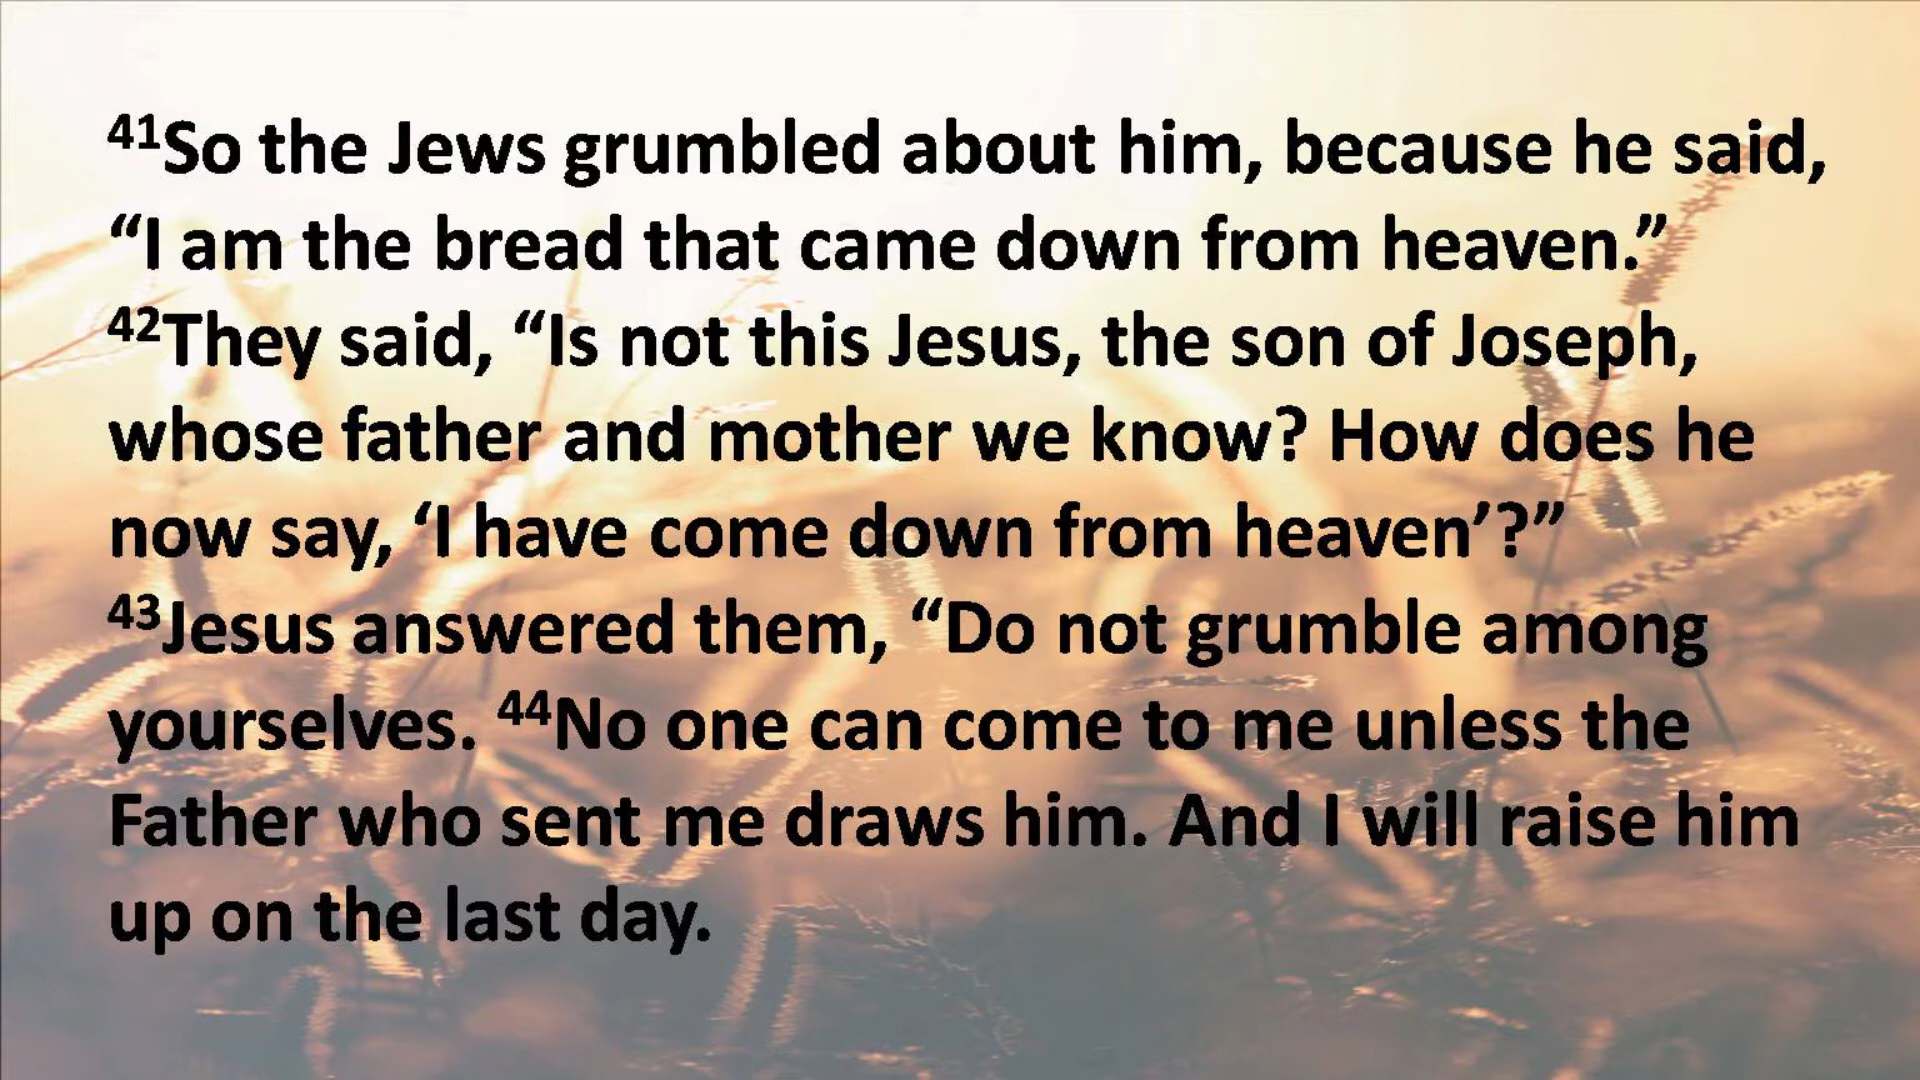 ⁴¹So the Jews grumbled about him, because he said,
“I am the bread that came down from heaven.”
⁴²They said, “Is not this Jesus, the son of Joseph,
whose father and mother we know? How does he
now say, ‘I have come down from heaven’?”
⁴³Jesus answered them, “Do not grumble among
yourselves. ⁴⁴No one can come to me unless the
Father who sent me draws him. And I will raise him
up on the last day.